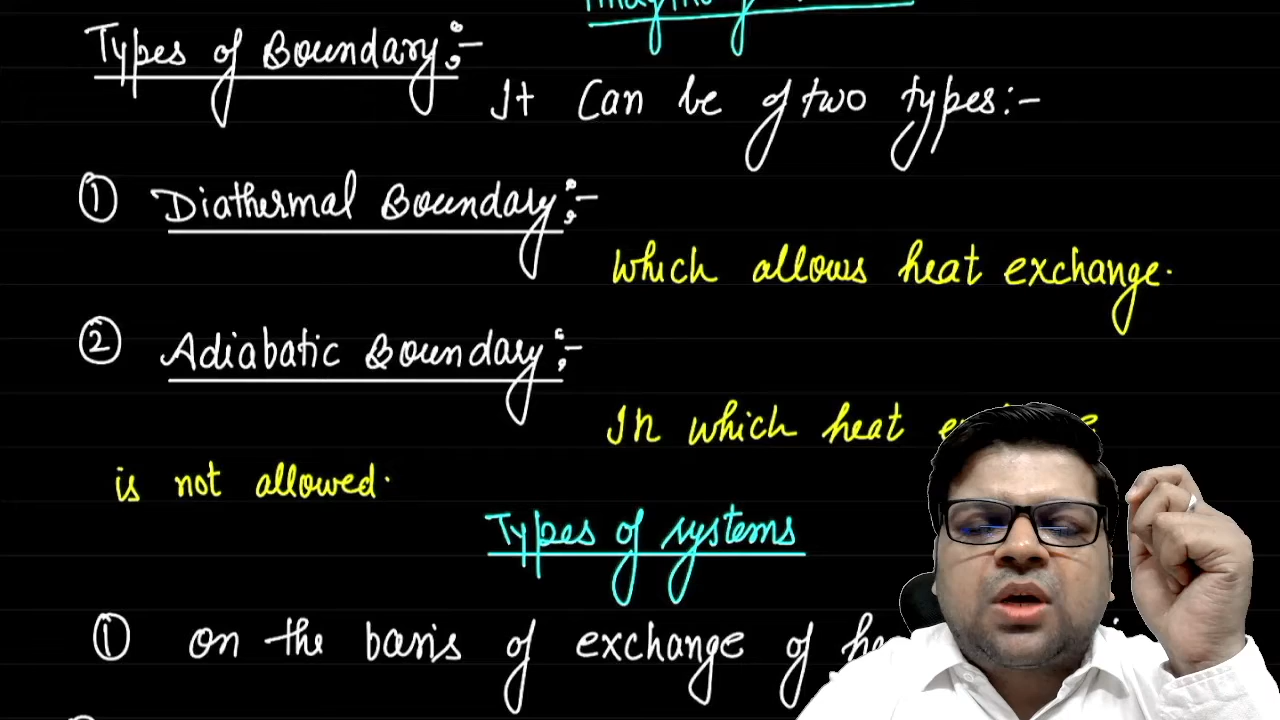 Types of Boundary:-
It Can be of two types:-
① Diathermal Boundary:-
Which allows heat exchange.
② Adiabatic Boundary:-
In which heat
is not allowed.
Types of systems
① on the basis of exchange of